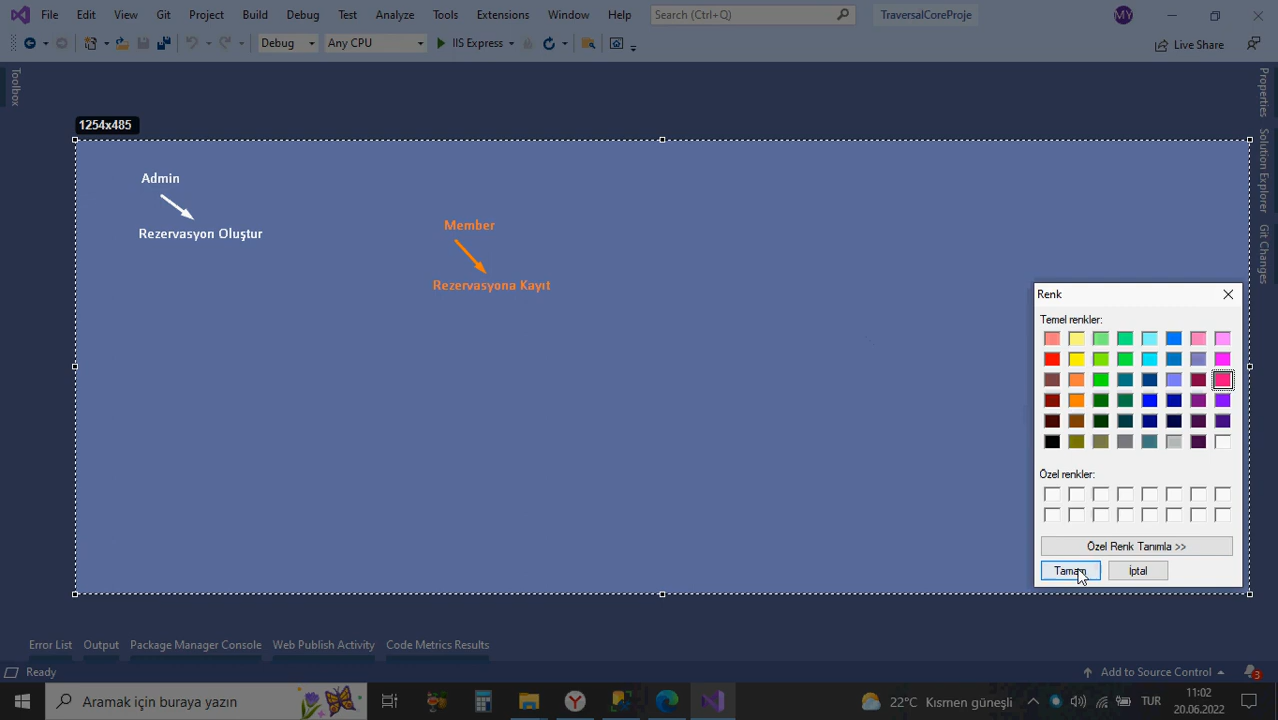 File Edit View Git Project Build Debug Test Analyze Tools Extensions Window Help Search (Ctrl+Q) TraversalCoreProje MY
Debug Any CPU IIS Express Live Share
Toolbox
Properties
Solution Explorer
Git Changes
1254x485
Admin
Rezervasyon Oluştur
Member
Rezervasyona Kayıt
Renk
Temel renkler:
Özel renkler:
Özel Renk Tanımla >>
Tamam İptal
Error List Output Package Manager Console Web Publish Activity Code Metrics Results
Ready Add to Source Control 3
Aramak için buraya yazın 22°C Kısmen güneşli TUR 11:02
20.06.2022